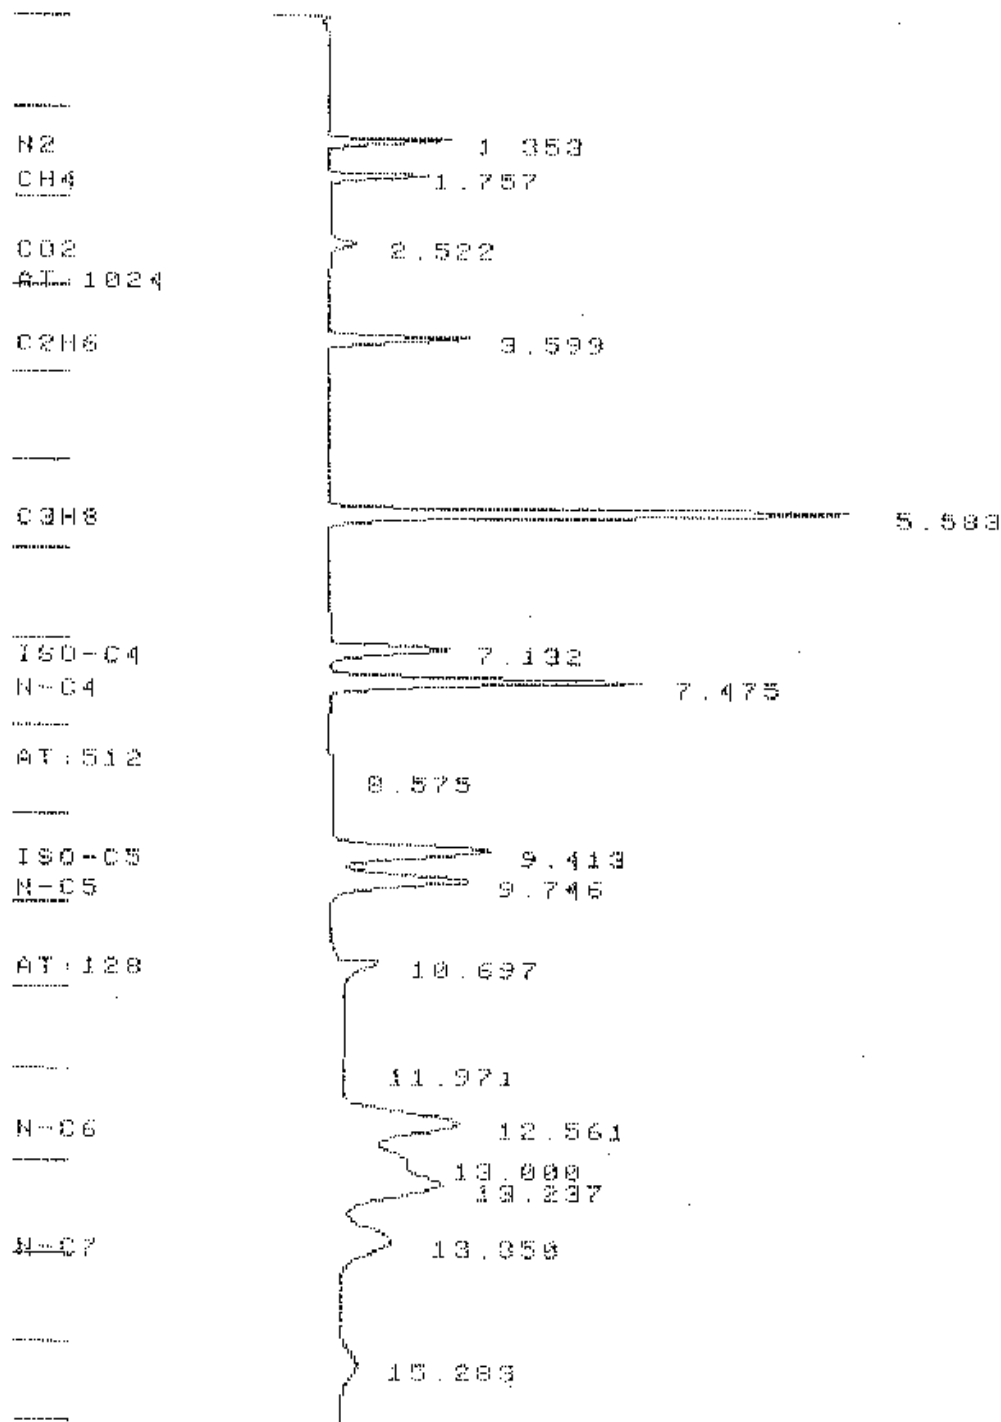 N2 1.353
CH4 1.757
CO2 2.522
AT:1024
C2H6 3.599
C3H8 5.583
ISO-C4 7.132
N-C4 7.475
AT:512
8.575
ISO-C5 9.413
N-C5 9.746
AT:128 10.697
11.971
N-C6 12.561
13.000
13.237
N-C7
15.283